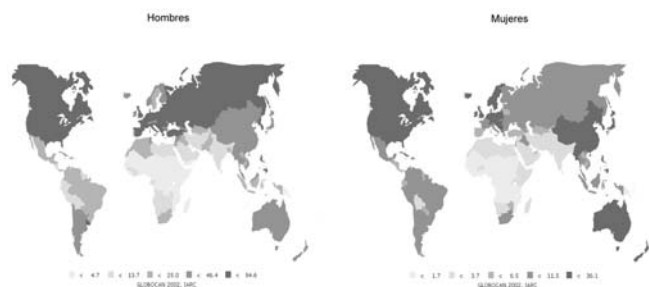 Hombres
Mujeres
< 4.7 < 13.7 < 25.0 < 46.4 < 94.6
GLOBOCAN 2002, IARC
< 1.7 < 3.7 < 6.5 < 11.5 < 36.1
GLOBOCAN 2002, IARC